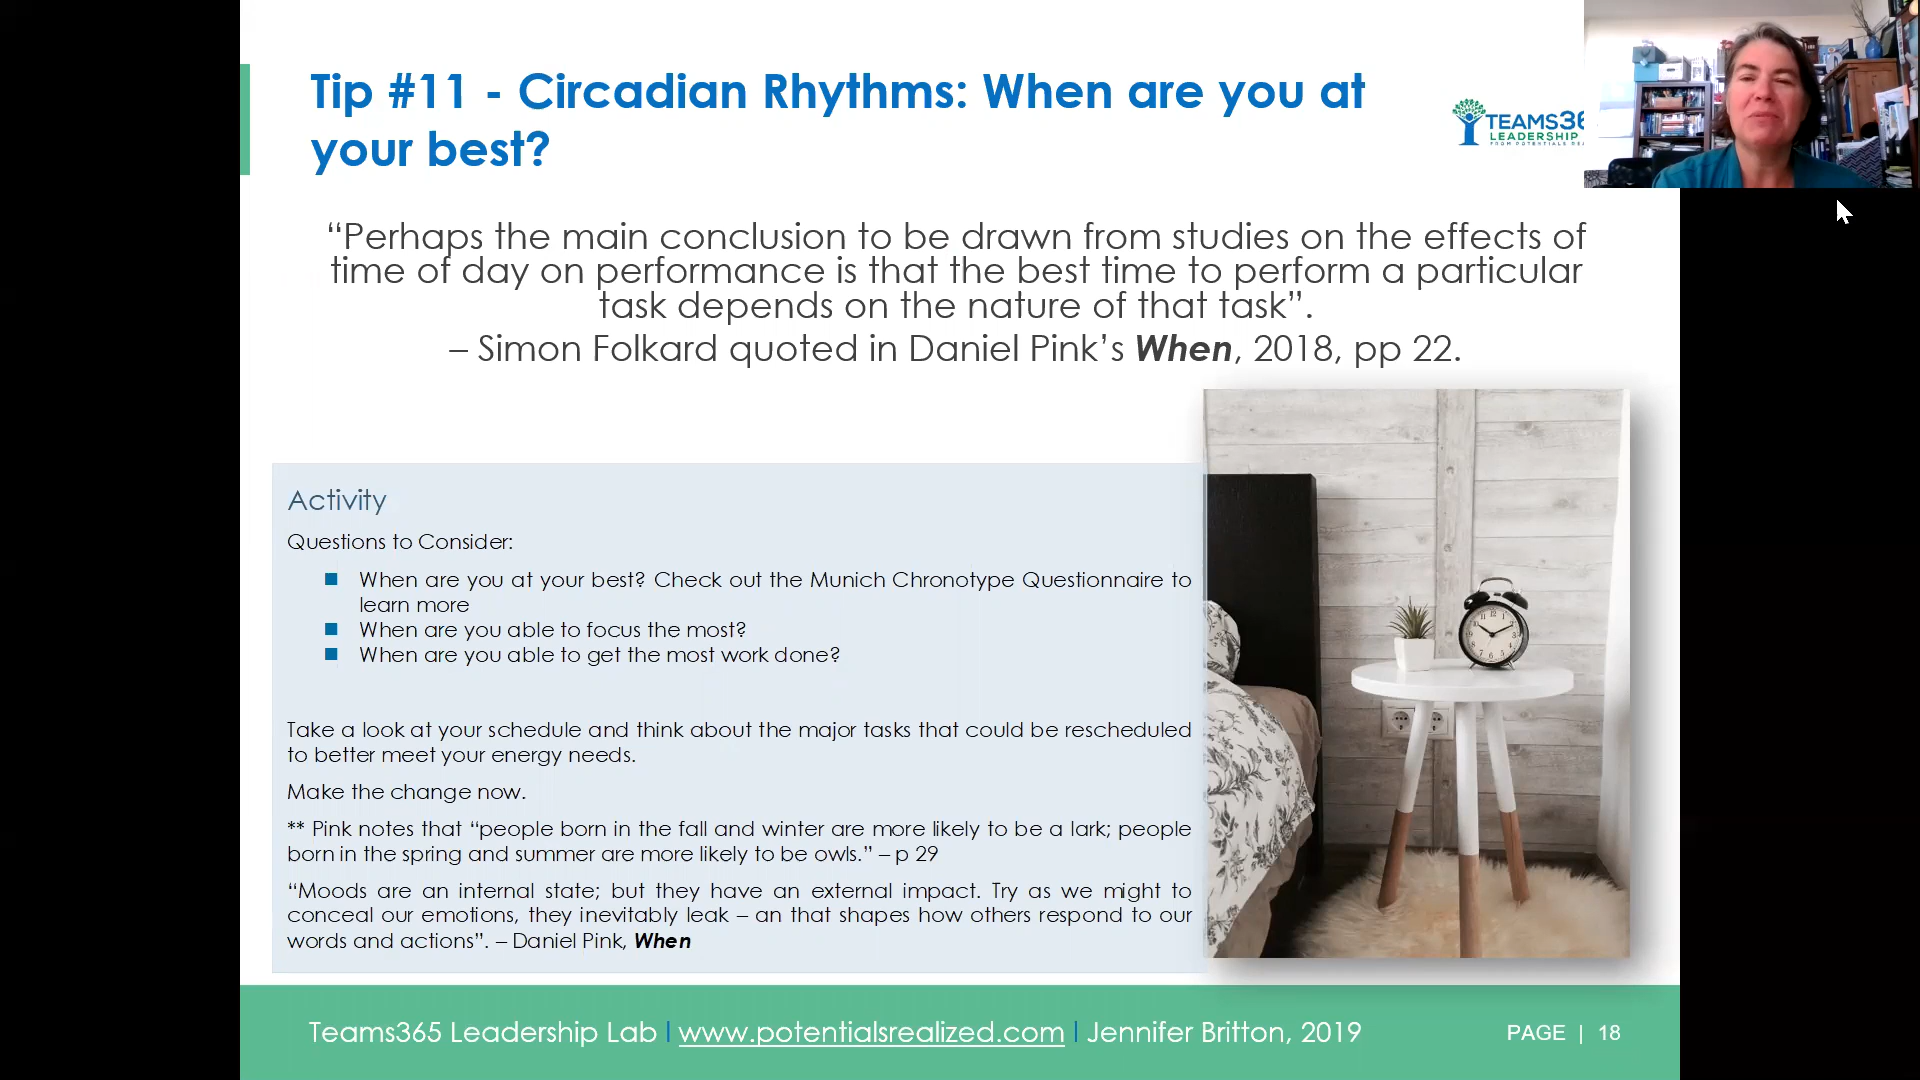 Tip #11 - Circadian Rhythms: When are you at
your best?
TEAMS36
LEADERSHIP
“Perhaps the main conclusion to be drawn from studies on the effects of
time of day on performance is that the best time to perform a particular
task depends on the nature of that task”.
– Simon Folkard quoted in Daniel Pink’s When, 2018, pp 22.
Activity
Questions to Consider:
When are you at your best? Check out the Munich Chronotype Questionnaire to
learn more
When are you able to focus the most?
When are you able to get the most work done?
Take a look at your schedule and think about the major tasks that could be rescheduled
to better meet your energy needs.
Make the change now.
** Pink notes that “people born in the fall and winter are more likely to be a lark; people
born in the spring and summer are more likely to be owls.” – p 29
“Moods are an internal state; but they have an external impact. Try as we might to
conceal our emotions, they inevitably leak – an that shapes how others respond to our
words and actions”. – Daniel Pink, When
Teams365 Leadership Lab | www.potentialsrealized.com | Jennifer Britton, 2019
PAGE | 18